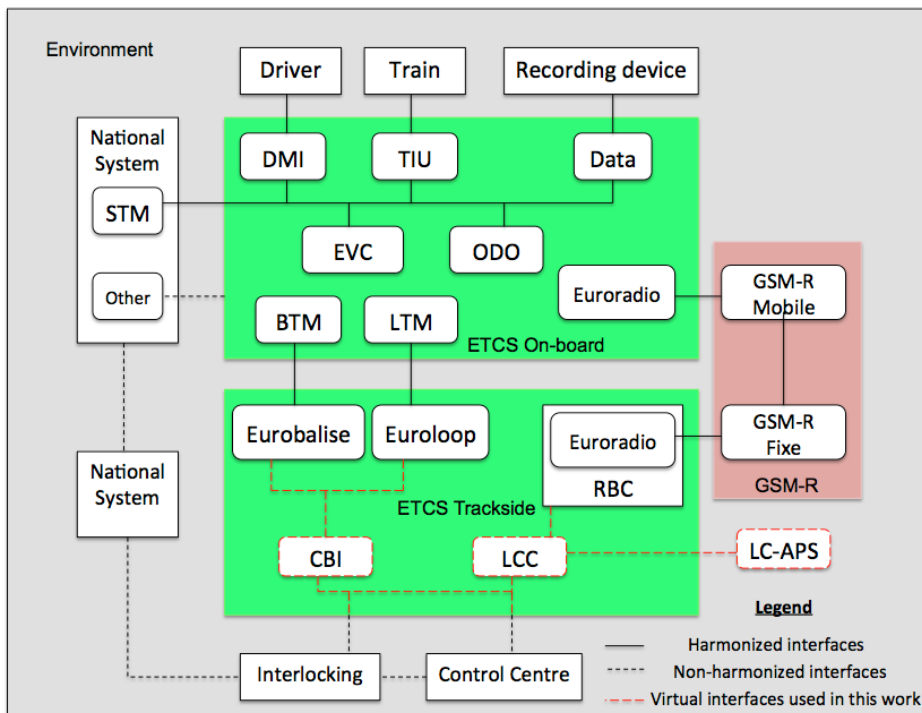 Environment
Driver
Train
Recording device
National
System
STM
Other
DMI
TIU
Data
EVC
ODO
BTM
LTM
Euroradio
ETCS On-board
GSM-R
Mobile
GSM-R
Fixe
GSM-R
Eurobalise
Euroloop
Euroradio
RBC
ETCS Trackside
National
System
CBI
LCC
LC-APS
Interlocking
Control Centre
Legend
Harmonized interfaces
Non-harmonized interfaces
Virtual interfaces used in this work